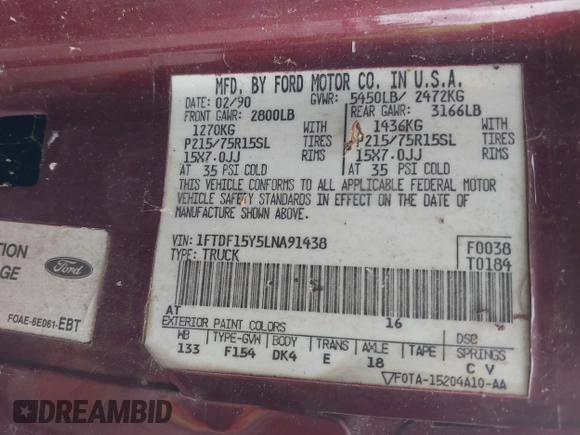 MFD. BY FORD MOTOR CO. IN U.S.A.
DATE: 02/90 GVWR: 5450LB/ 2472KG
FRONT GAWR: 2800LB REAR GAWR: 3166LB
1270KG WITH 1436KG WITH
P215/75R15SL TIRES P215/75R15SL TIRES
15X7.0JJ RIMS 15X7.0JJ RIMS
AT 35 PSI COLD AT 35 PSI COLD
THIS VEHICLE CONFORMS TO ALL APPLICABLE FEDERAL MOTOR
VEHICLE SAFETY STANDARDS IN EFFECT ON THE DATE OF
MANUFACTURE SHOWN ABOVE.
VIN: 1FTDF15Y5LNA91438 F0038
TYPE: TRUCK T0184
AT 16
EXTERIOR PAINT COLORS DSO
WB TYPE-GVW BODY TRANS AXLE TAPE SPRINGS
133 F154 DK4 E 18 C V
F0TA-15204A10-AA
TION
AGE
Ford
FOAE-6E061-EBT
DREAMBID